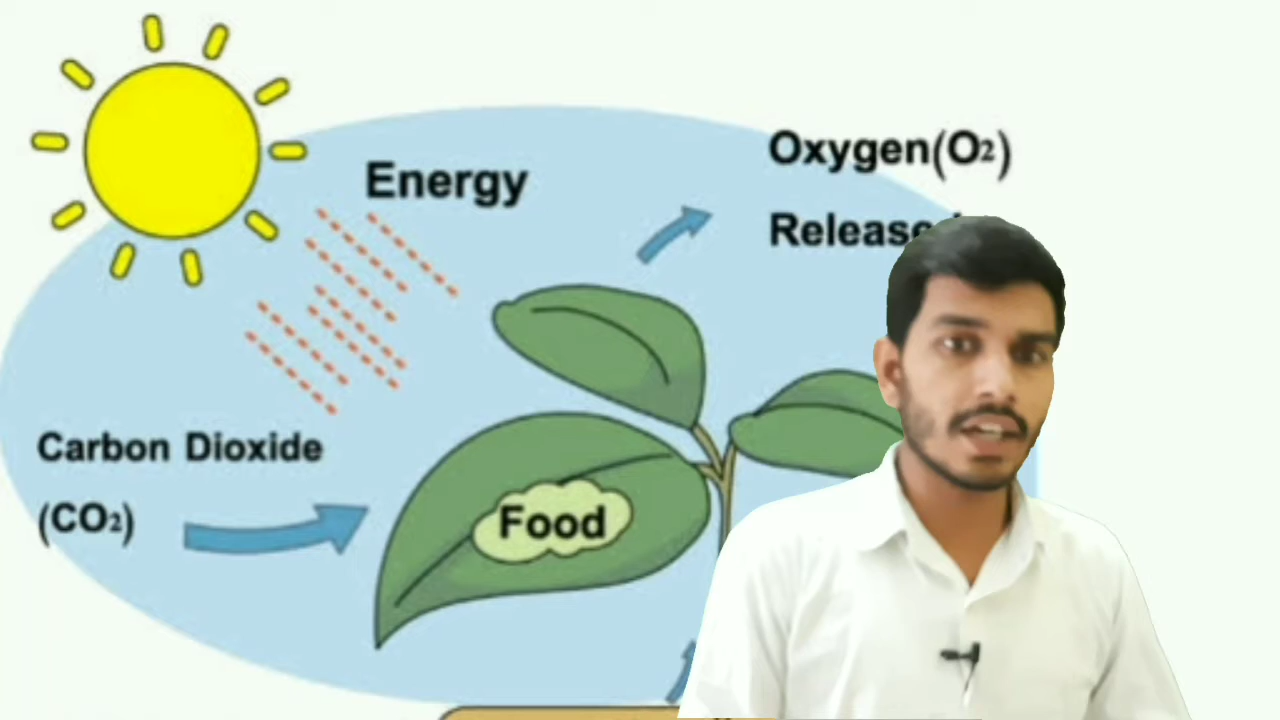 Energy
Oxygen(O2)
Carbon Dioxide
(CO2)
Food